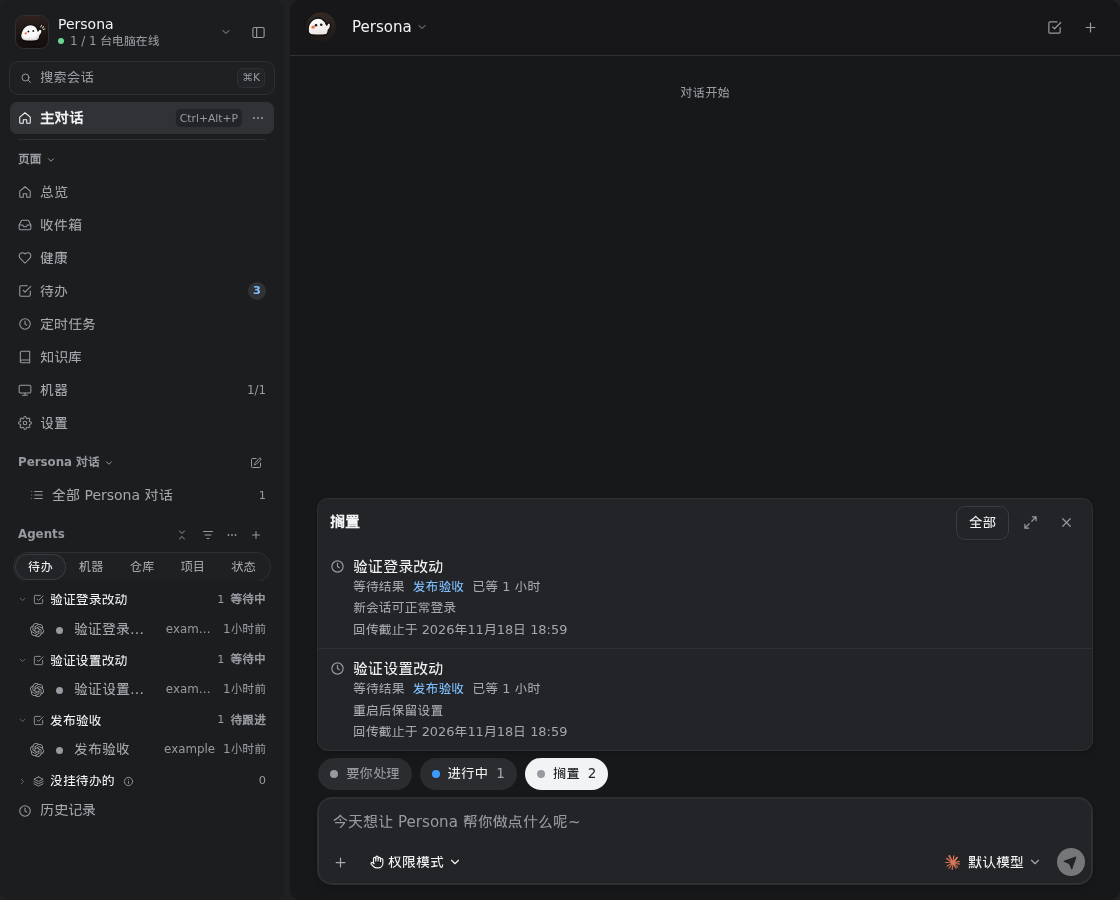 Persona
1 / 1 台电脑在线
搜索会话 ⌘K
主对话 Ctrl+Alt+P
页面
总览
收件箱
健康
待办 3
定时任务
知识库
机器 1/1
设置
Persona 对话
全部 Persona 对话 1
Agents
待办 机器 仓库 项目 状态
验证登录改动 1 等待中
验证登录… exam… 1小时前
验证设置改动 1 等待中
验证设置… exam… 1小时前
发布验收 1 待跟进
发布验收 example 1小时前
没挂待办的 0
历史记录
Persona
对话开始
搁置 全部
验证登录改动
等待结果 发布验收 已等 1 小时
新会话可正常登录
回传截止于 2026年11月18日 18:59
验证设置改动
等待结果 发布验收 已等 1 小时
重启后保留设置
回传截止于 2026年11月18日 18:59
要你处理 进行中 1 搁置 2
今天想让 Persona 帮你做点什么呢~
权限模式 默认模型